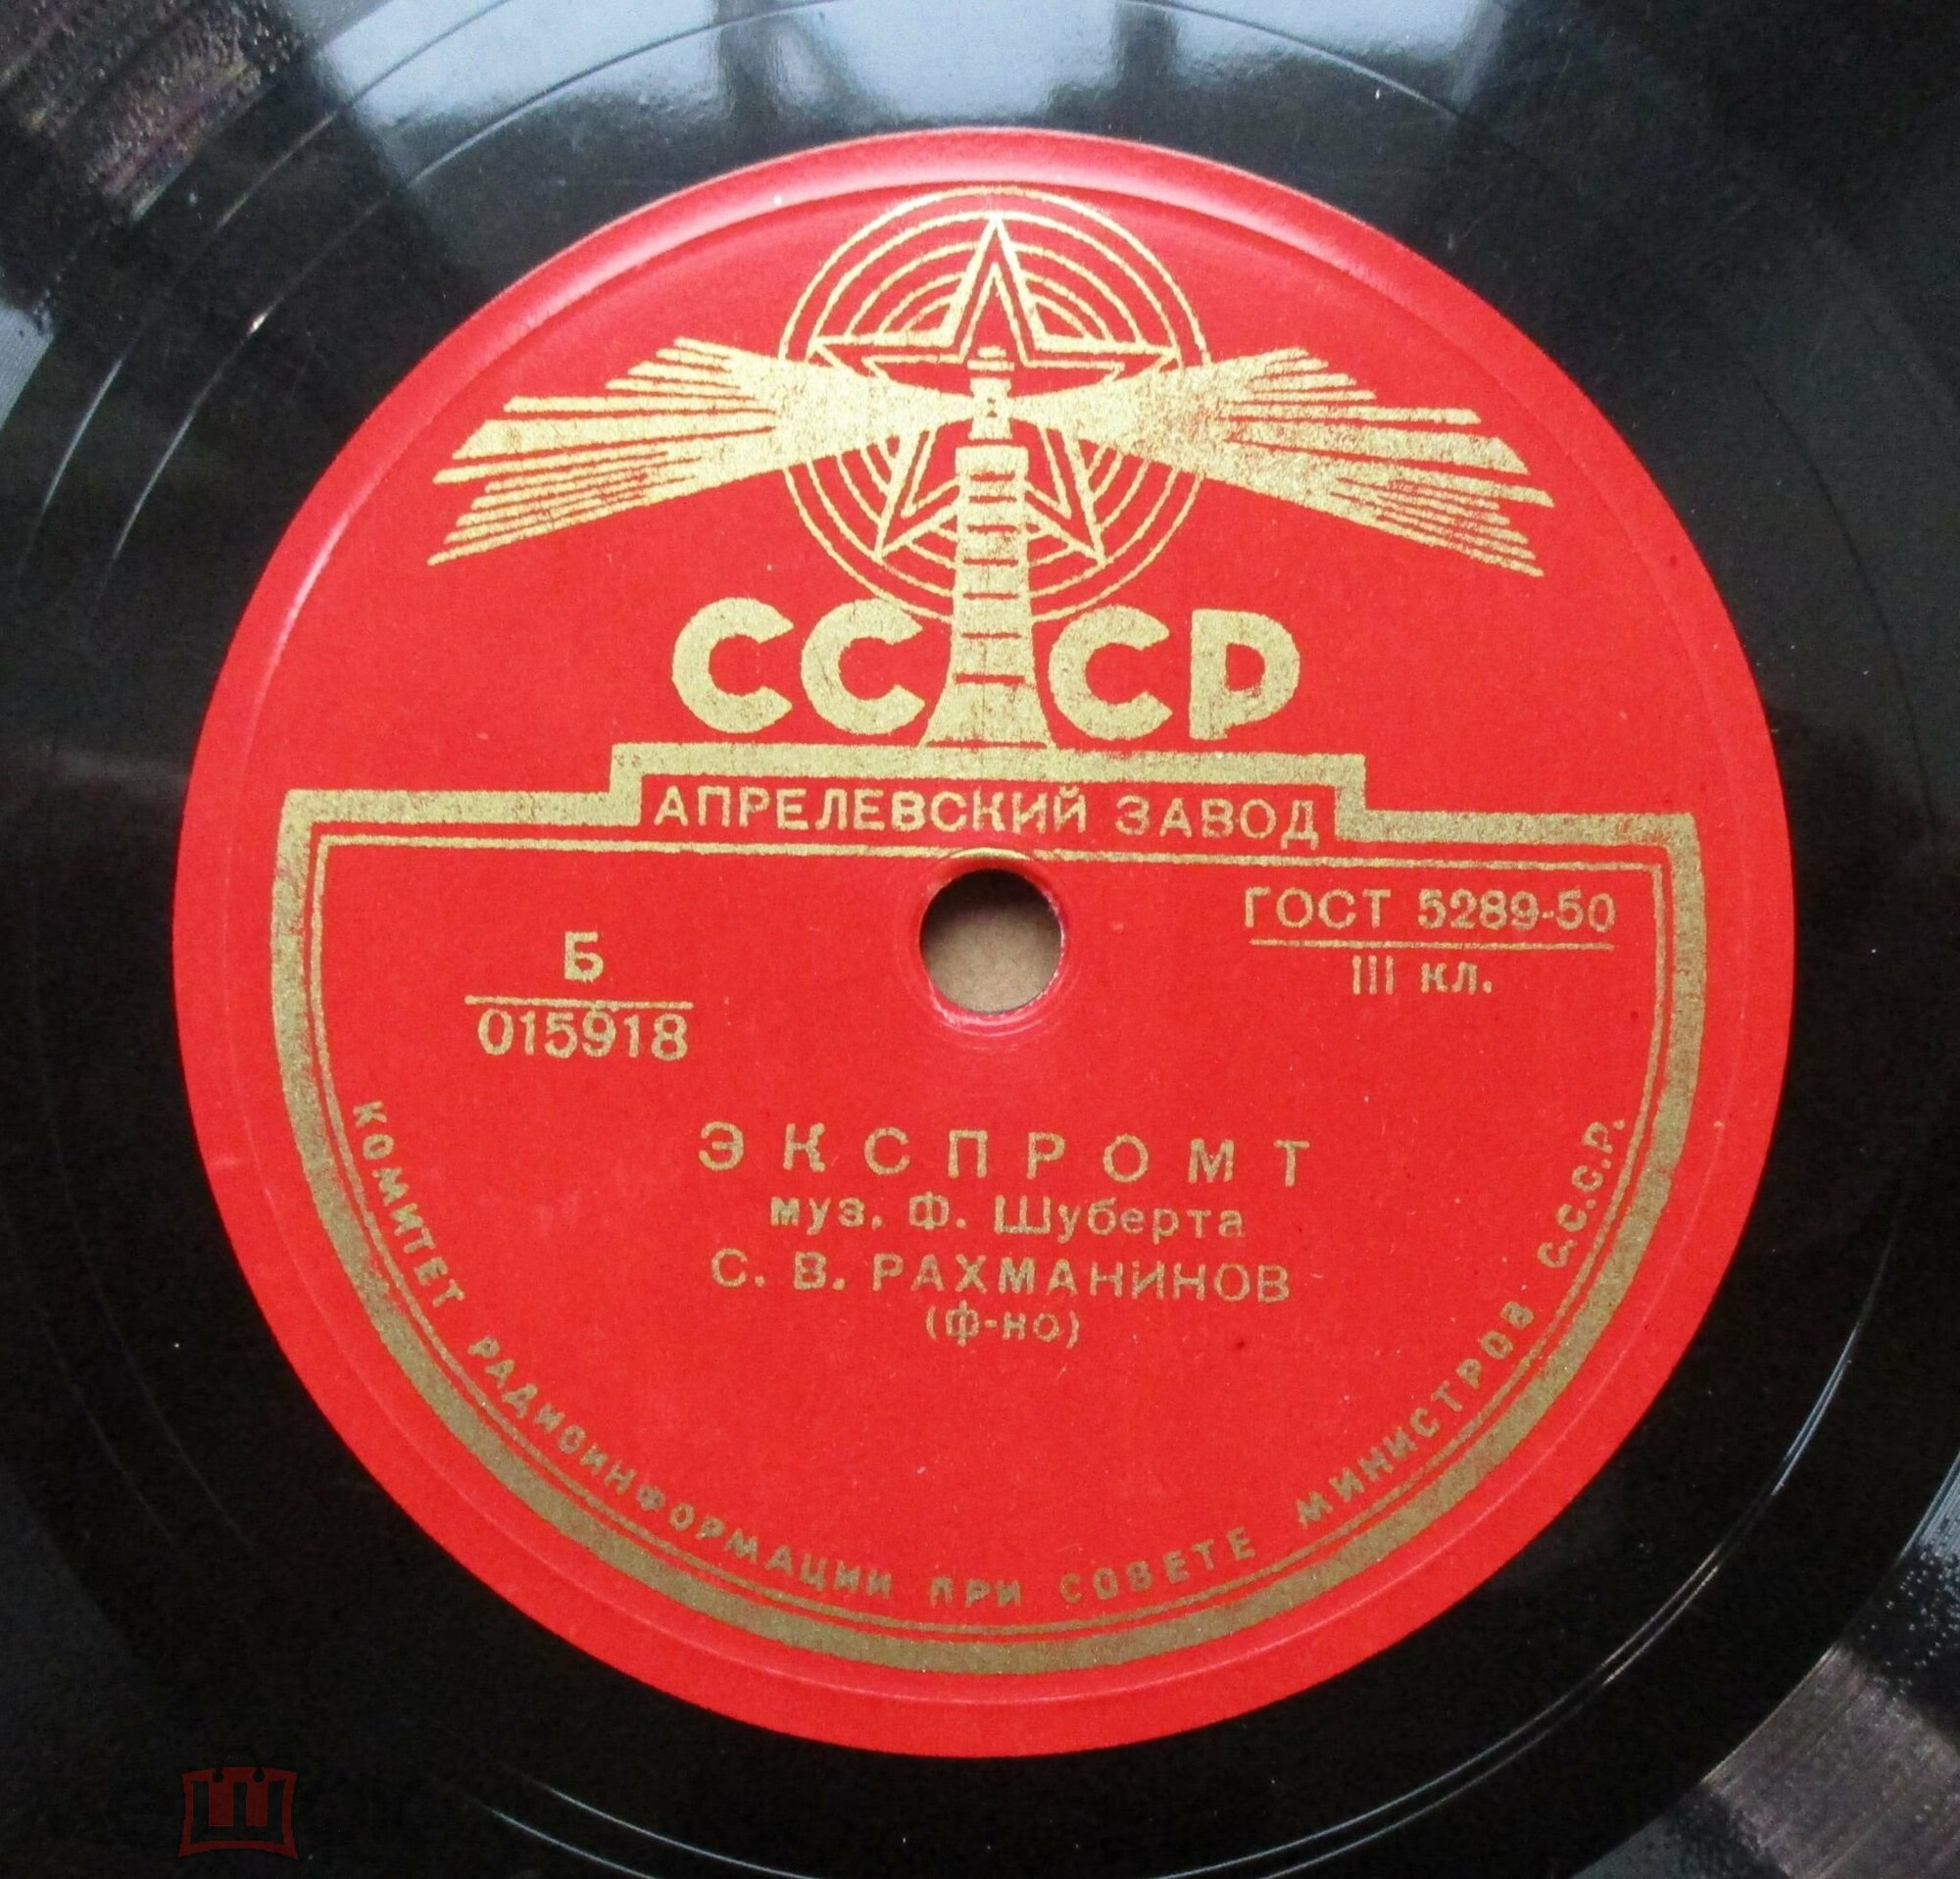 СССР
АПРЕЛЕВСКИЙ ЗАВОД
ГОСТ 5289-50
III кл.
Б
015918
ЭКСПРОМТ
муз. Ф. Шуберта
С. В. РАХМАНИНОВ
(ф-но)
КОМИТЕТ РАДИОИНФОРМАЦИИ ПРИ СОВЕТЕ МИНИСТРОВ С.С.С.Р.